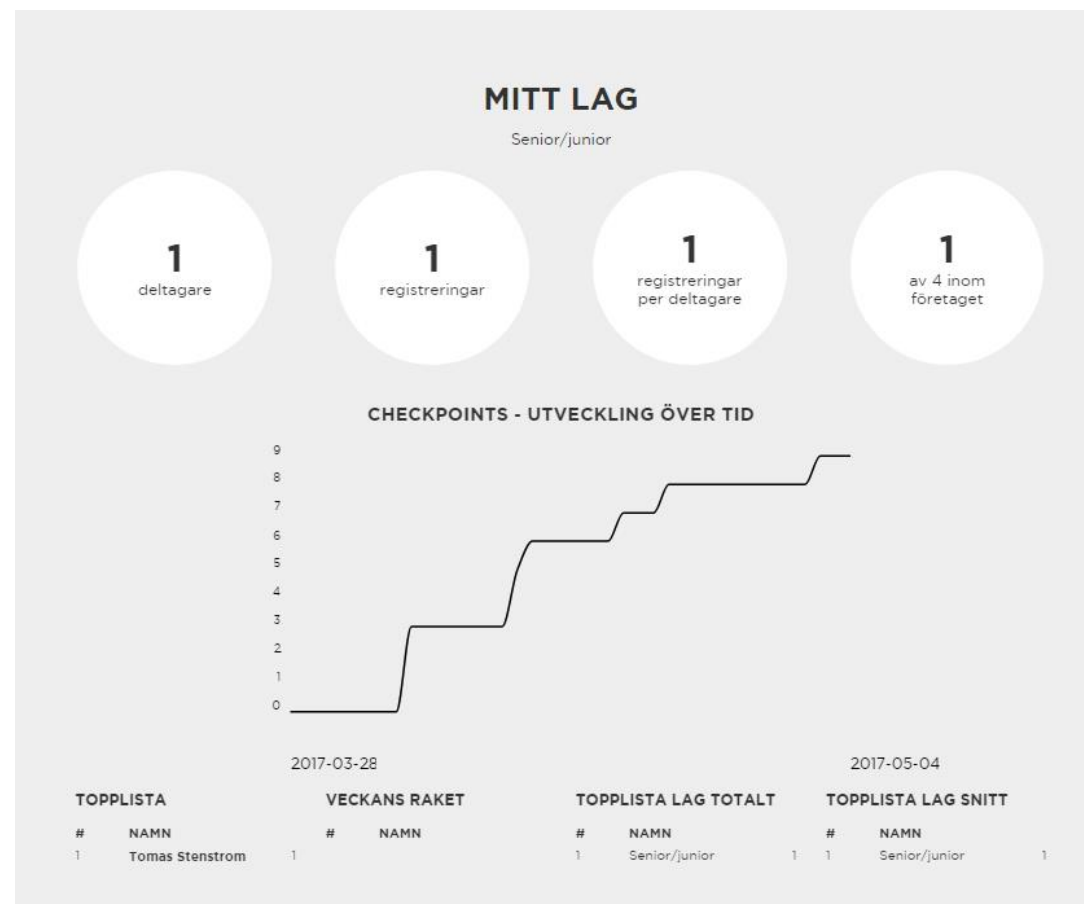 MITT LAG
Senior/junior
1
deltagare
1
registreringar
1
registreringar
per deltagare
1
av 4 inom
företaget
CHECKPOINTS - UTVECKLING ÖVER TID
9
8
7
6
5
4
3
2
1
0
2017-03-28
2017-05-04
TOPPLISTA
# NAMN
1 Tomas Stenstrom 1
VECKANS RAKET
# NAMN
TOPPLISTA LAG TOTALT
# NAMN
1 Senior/junior 1
TOPPLISTA LAG SNITT
# NAMN
1 Senior/junior 1